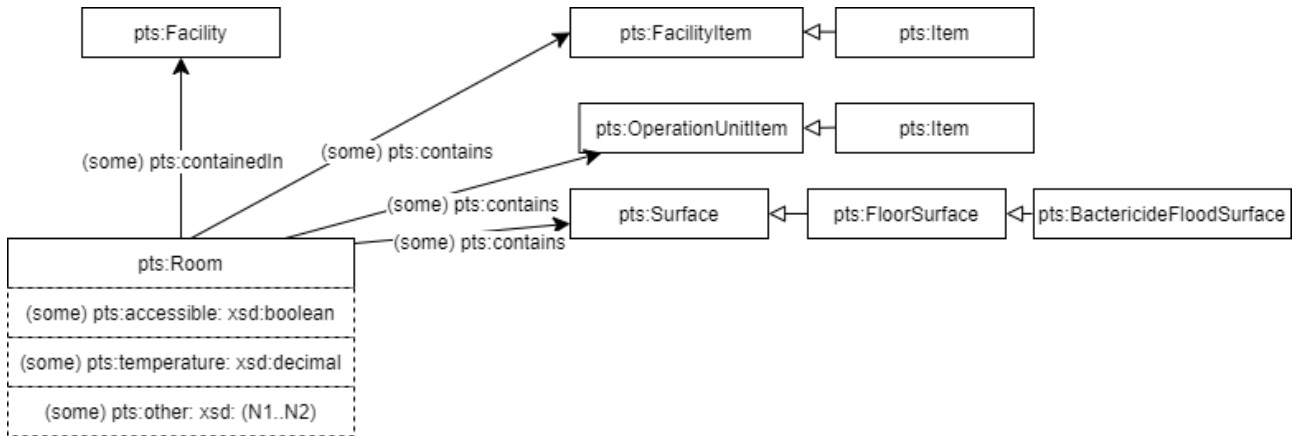 pts:Facility
pts:FacilityItem
pts:Item
pts:OperationUnitItem
pts:Item
(some) pts:containedIn
(some) pts:contains
(some) pts:contains
(some) pts:contains
pts:Surface
pts:FloorSurface
pts:BactericideFloodSurface
pts:Room
(some) pts:accessible: xsd:boolean
(some) pts:temperature: xsd:decimal
(some) pts:other: xsd: (N1..N2)